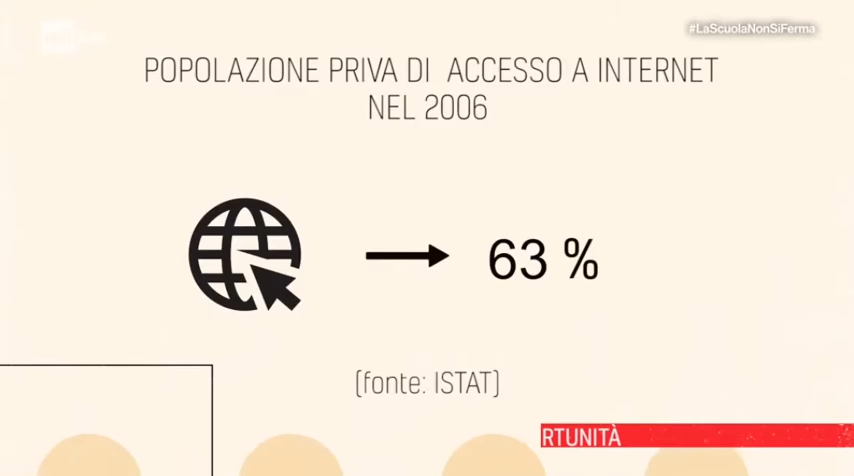 #LaScuolaNonSiFerma
POPOLAZIONE PRIVA DI ACCESSO A INTERNET
NEL 2006
63 %
(fonte: ISTAT)
RTUNITÀ